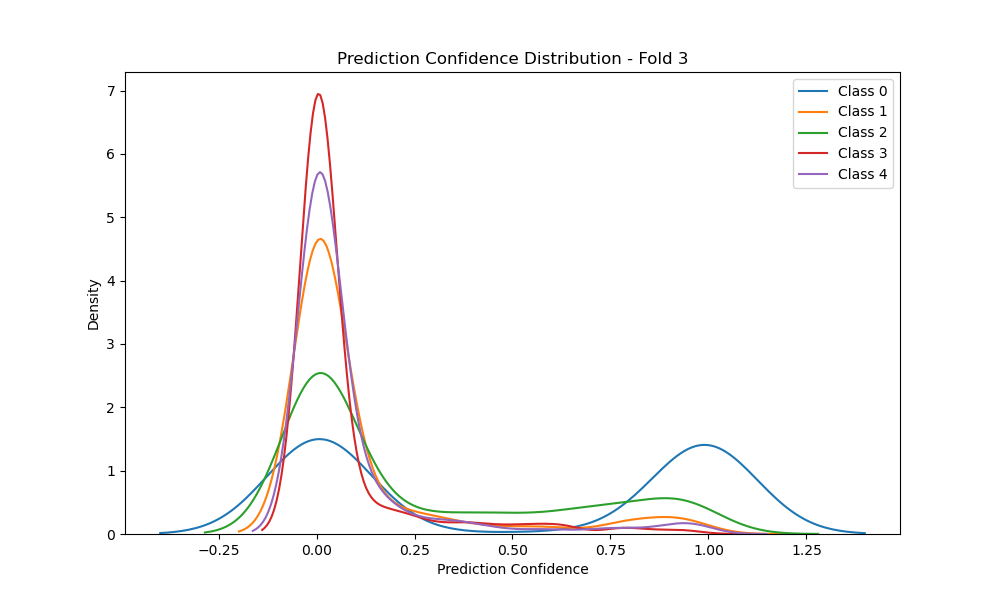 Prediction Confidence Distribution - Fold 3
Class 0
Class 1
Class 2
Class 3
Class 4
7
6
5
4
3
2
1
0
Density
−0.25
0.00
0.25
0.50
0.75
1.00
1.25
Prediction Confidence